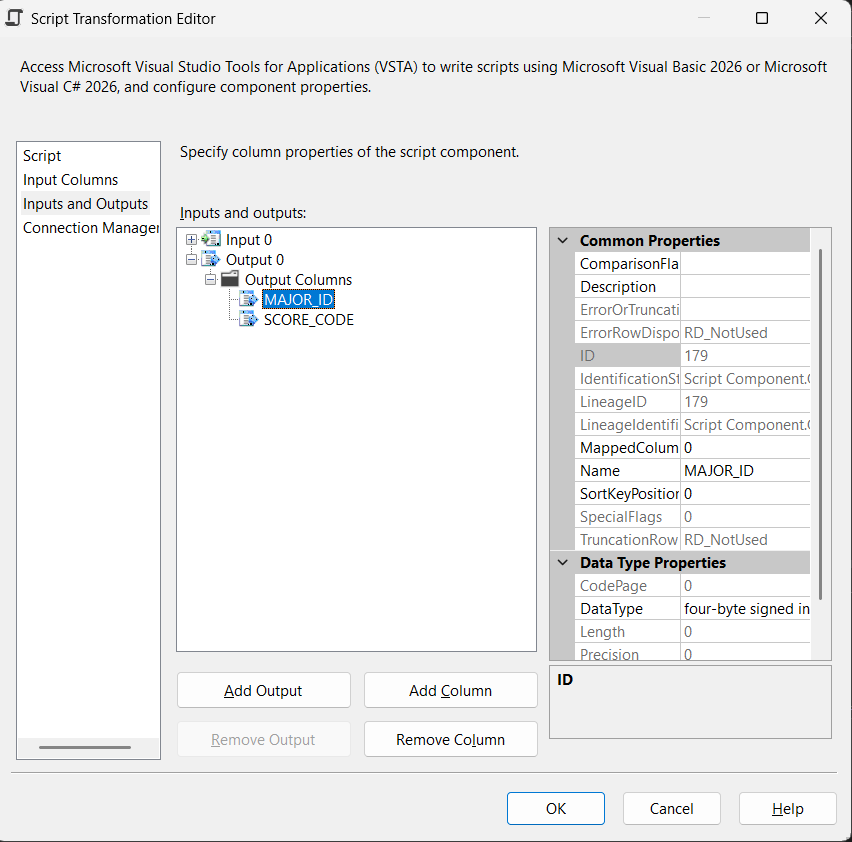 Script Transformation Editor
Access Microsoft Visual Studio Tools for Applications (VSTA) to write scripts using Microsoft Visual Basic 2026 or Microsoft
Visual C# 2026, and configure component properties.
Script
Input Columns
Inputs and Outputs
Connection Manager
Specify column properties of the script component.
Inputs and outputs:
Input 0
Output 0
Output Columns
MAJOR_ID
SCORE_CODE
Add Output
Add Column
Remove Output
Remove Column
Common Properties
ComparisonFla
Description
ErrorOrTruncati
ErrorRowDispo RD_NotUsed
ID 179
IdentificationSt Script Component.
LineageID 179
LineageIdentifi Script Component.
MappedColum 0
Name MAJOR_ID
SortKeyPosition 0
SpecialFlags 0
TruncationRow RD_NotUsed
Data Type Properties
CodePage 0
DataType four-byte signed in
Length 0
Precision 0
ID
OK
Cancel
Help